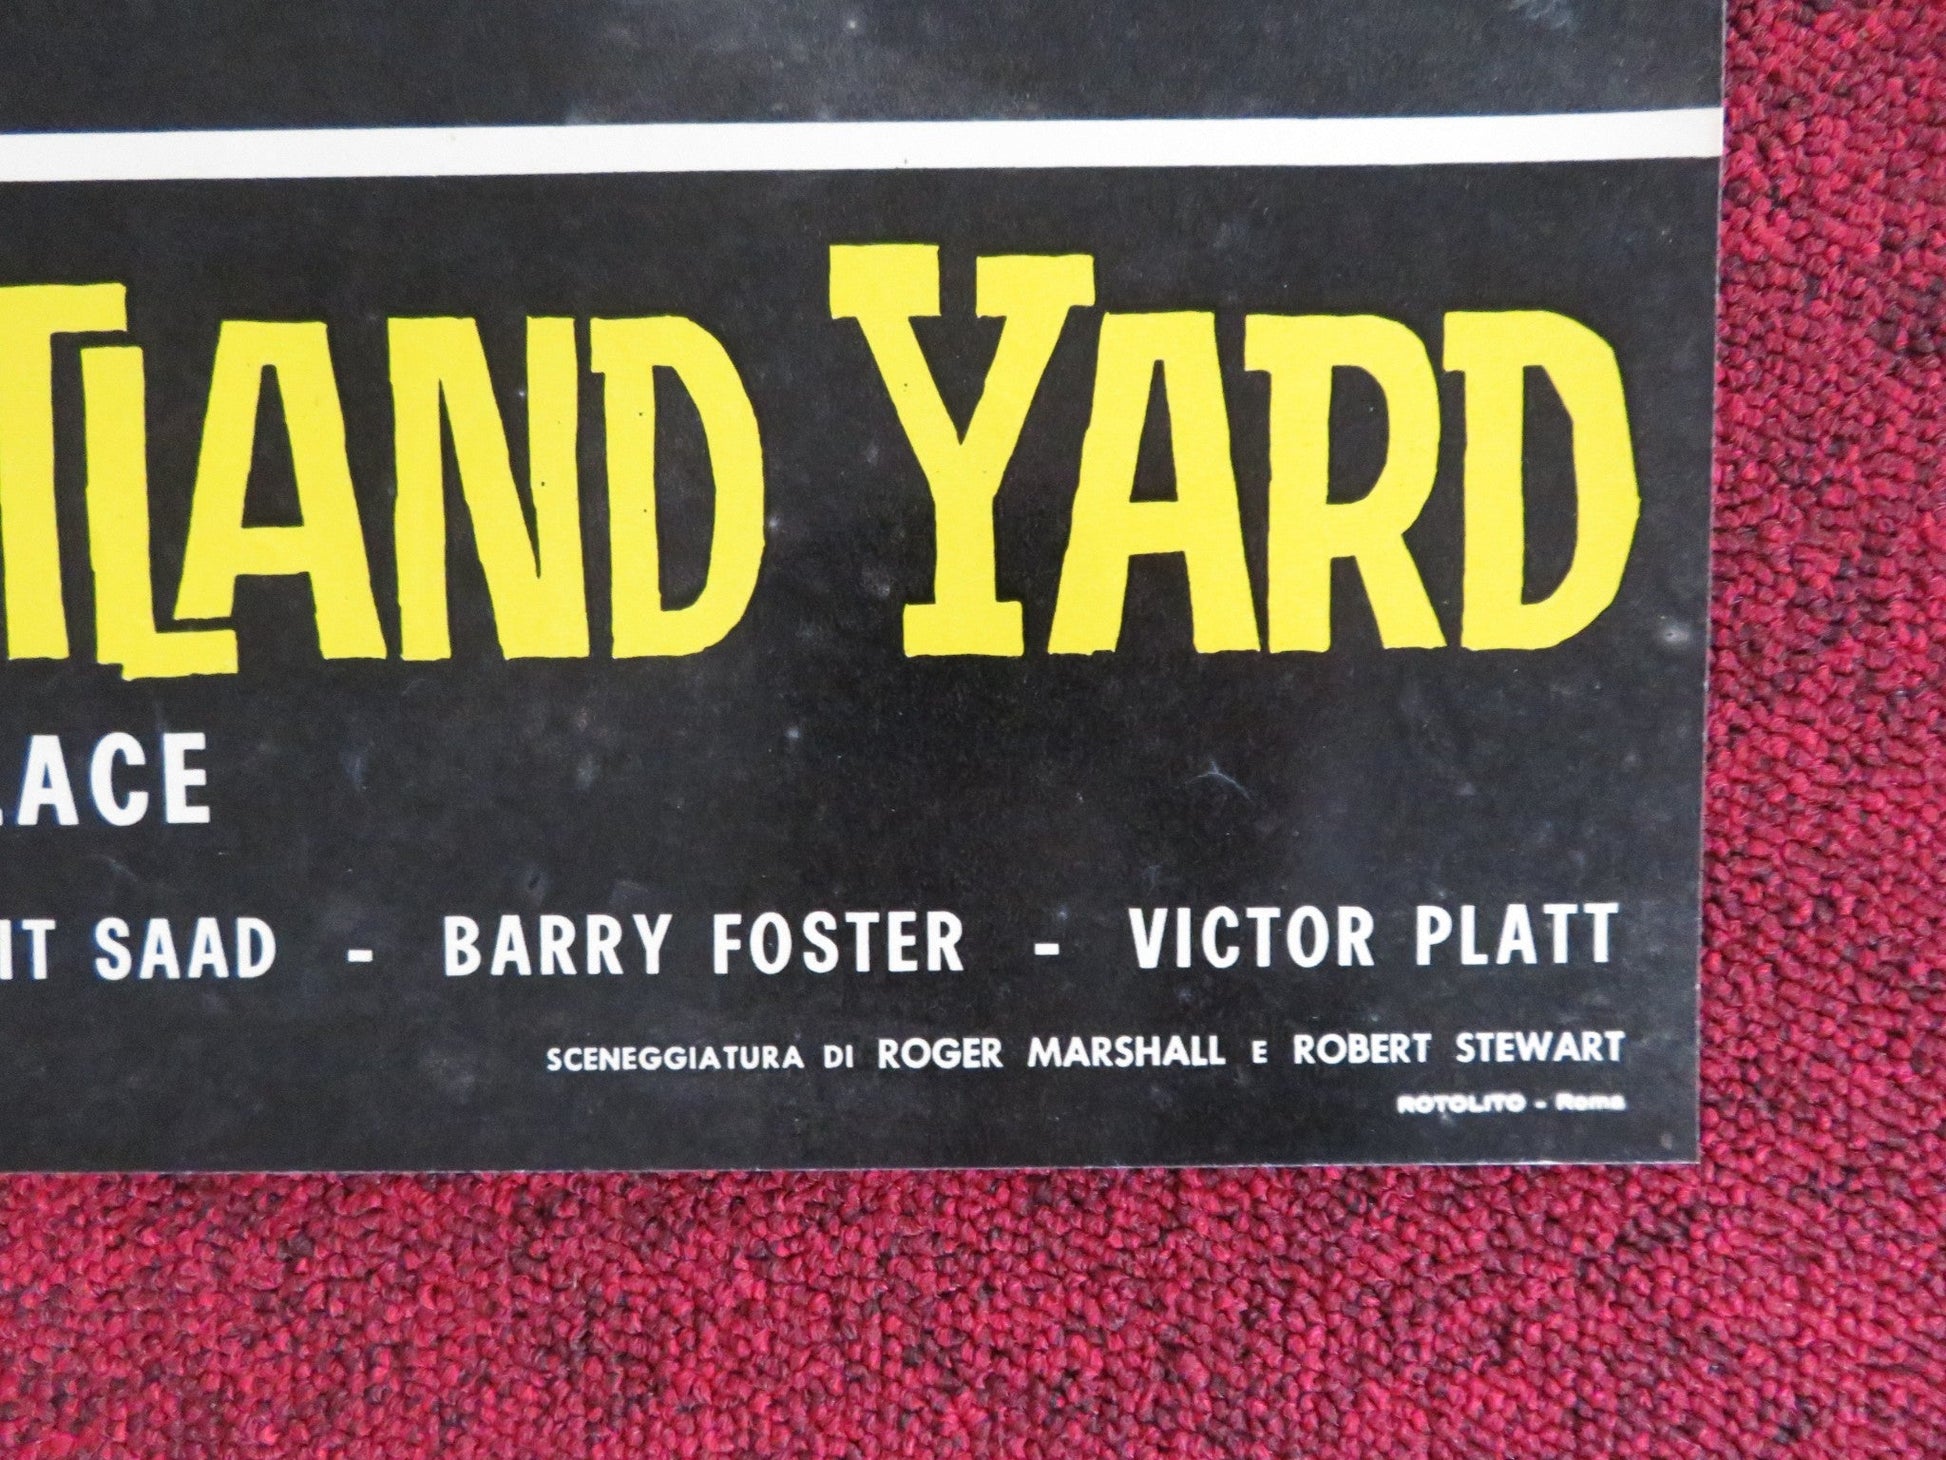 TLAND YARD
LACE
IT SAAD - BARRY FOSTER - VICTOR PLATT
SCENEGGIATURA DI ROGER MARSHALL E ROBERT STEWART
ROTOLITO - Roma